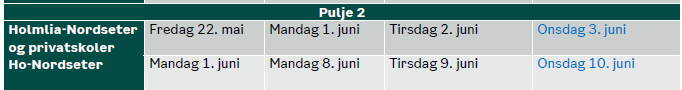 Pulje 2
Holmlia-Nordseter og privatskoler Fredag 22. mai Mandag 1. juni Tirsdag 2. juni Onsdag 3. juni
Ho-Nordseter Mandag 1. juni Mandag 8. juni Tirsdag 9. juni Onsdag 10. juni